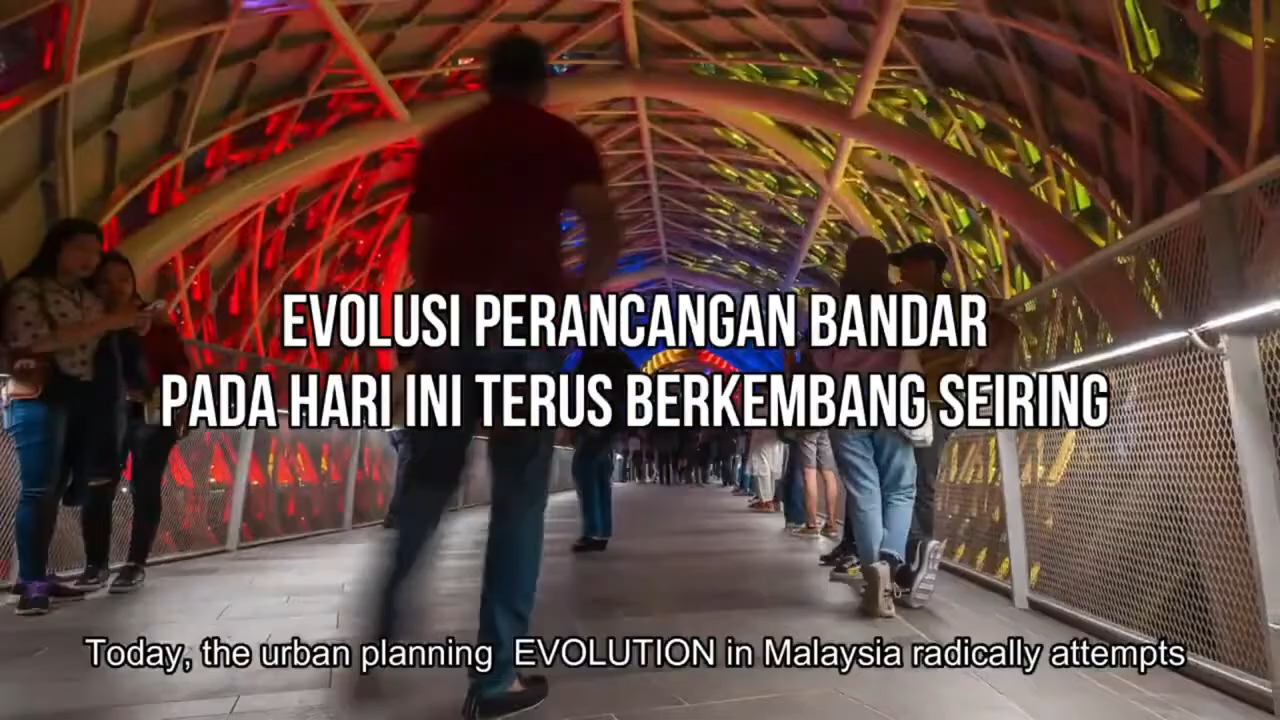 EVOLUSI PERANCANGAN BANDAR
PADA HARI INI TERUS BERKEMBANG SEIRING
Today, the urban planning  EVOLUTION in Malaysia radically attempts